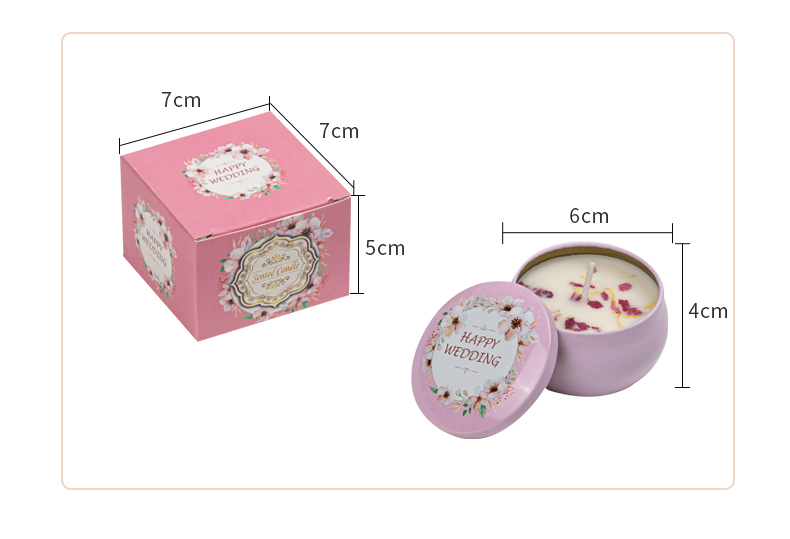 7cm
7cm
HAPPY
WEDDING
HAPPY
WEDDING
Scented Candle
5cm
6cm
4cm
HAPPY
WEDDING